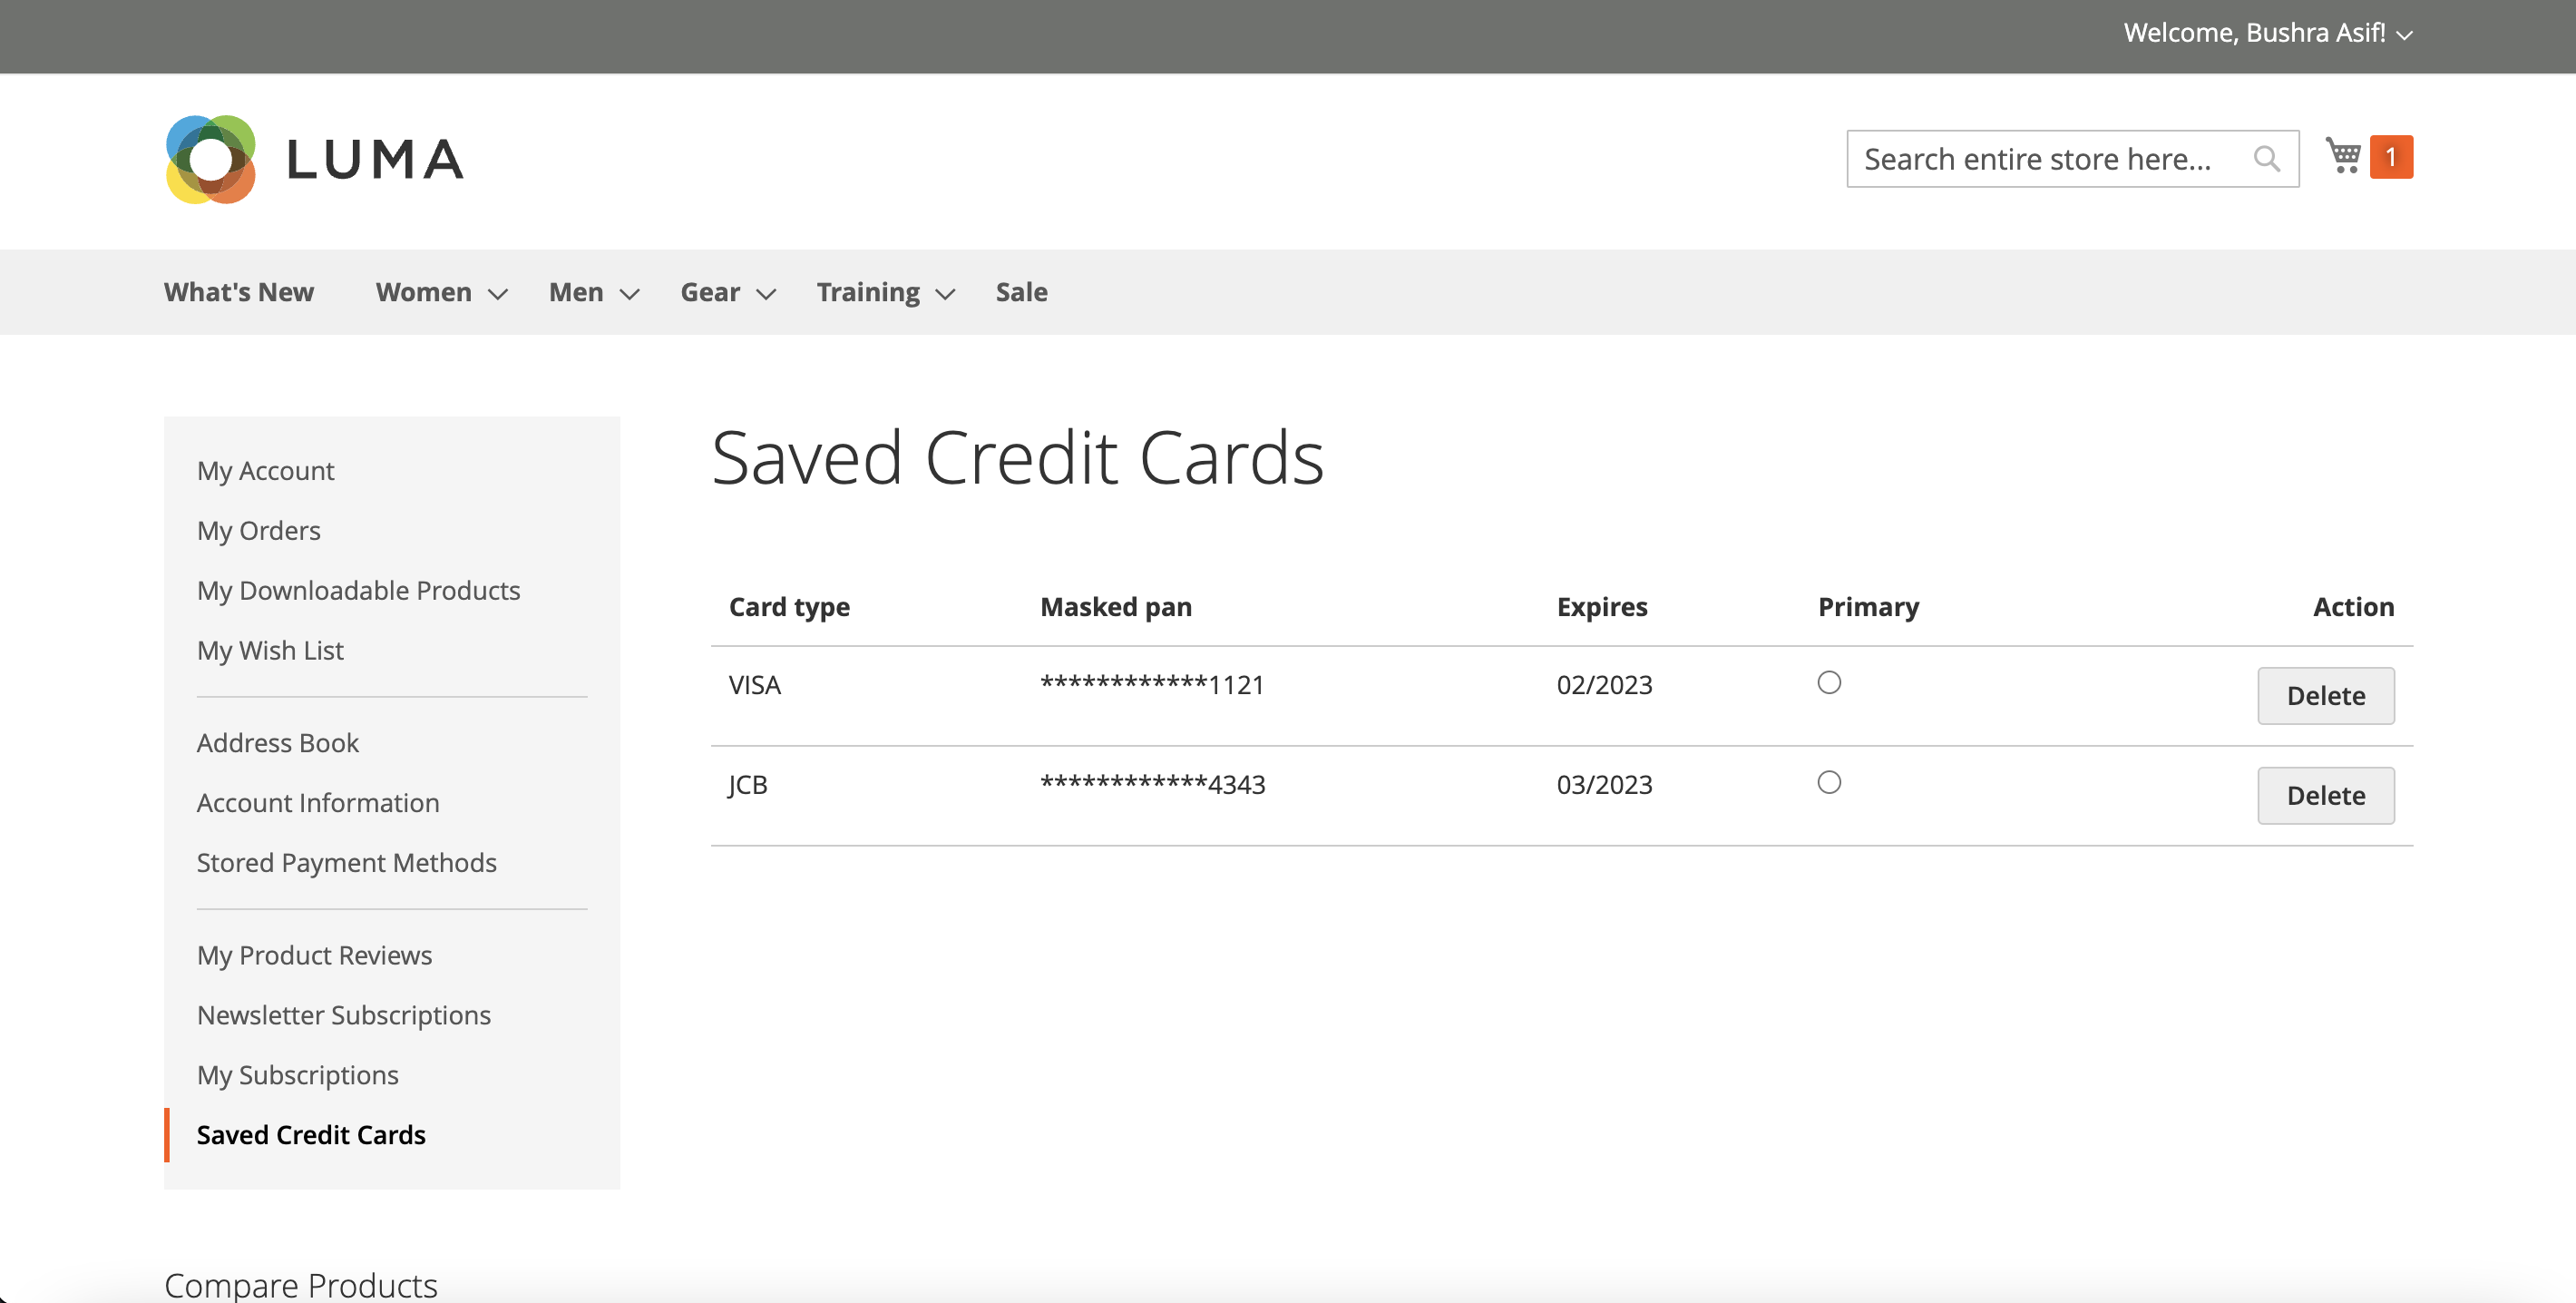 Welcome, Bushra Asif!
LUMA
Search entire store here...
1
What's New Women Men Gear Training Sale
My Account
My Orders
My Downloadable Products
My Wish List
Address Book
Account Information
Stored Payment Methods
My Product Reviews
Newsletter Subscriptions
My Subscriptions
Saved Credit Cards
Compare Products
Saved Credit Cards
Card type Masked pan Expires Primary Action
VISA ************1121 02/2023 Delete
JCB ************4343 03/2023 Delete